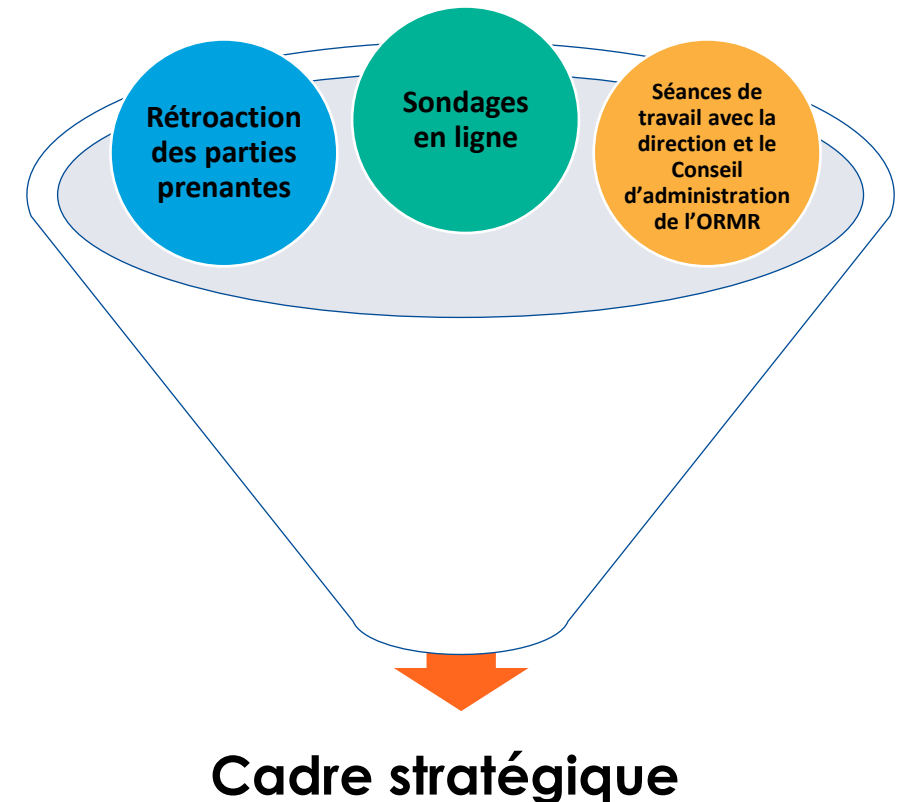 Rétroaction
des parties
prenantes
Sondages
en ligne
Séances de
travail avec la
direction et le
Conseil
d'administration
de l'ORMR
Cadre stratégique